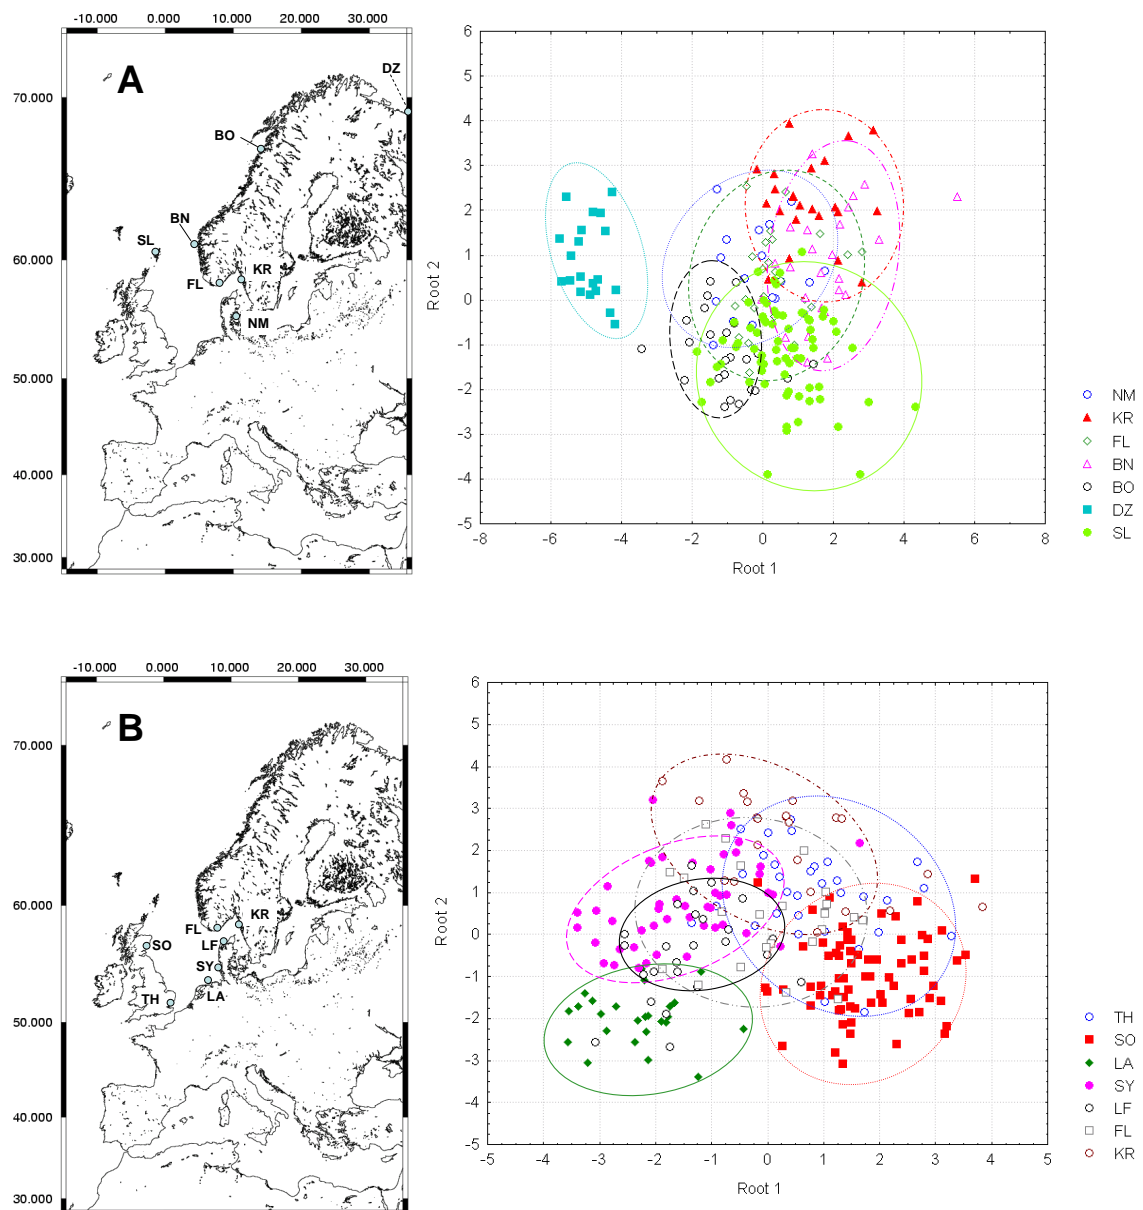 -10.000 0.000 10.000 20.000 30.000
A
DZ
70.000
BO
BN
SL
60.000
KR
FL
NM
50.000
40.000
30.000
6
5
4
3
2
1
0
-1
-2
-3
-4
-5
Root 2
-8 -6 -4 -2 0 2 4 6 8
Root 1
NM
KR
FL
BN
BO
DZ
SL
-10.000 0.000 10.000 20.000 30.000
B
70.000
60.000
KR
FL
LF
SO
SY
LA
TH
50.000
40.000
30.000
6
5
4
3
2
1
0
-1
-2
-3
-4
-5
Root 2
-5 -4 -3 -2 -1 0 1 2 3 4 5
Root 1
TH
SO
LA
SY
LF
FL
KR